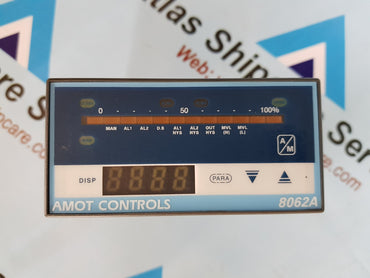 Atlas Ship
0 - - - - 50 - - - - 100%
MAN AL1 AL2 D.B AL1 HYS AL2 HYS OUT HYS MVL (H) MVL (L)
A/M
DISP
PARA
AMOT CONTROLS 8062A